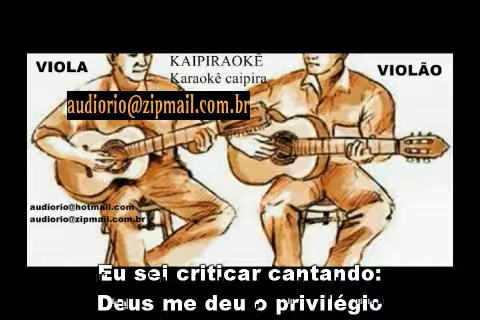 KAIPIRAOKÊ
VIOLA
Karaokê caipira
VIOLÃO
audiorio@zipmail.com.br
audiorio@hotmail.com
audiorio@zipmail.com.br
Eu sei criticar cantando:
Deus me deu o privilégio